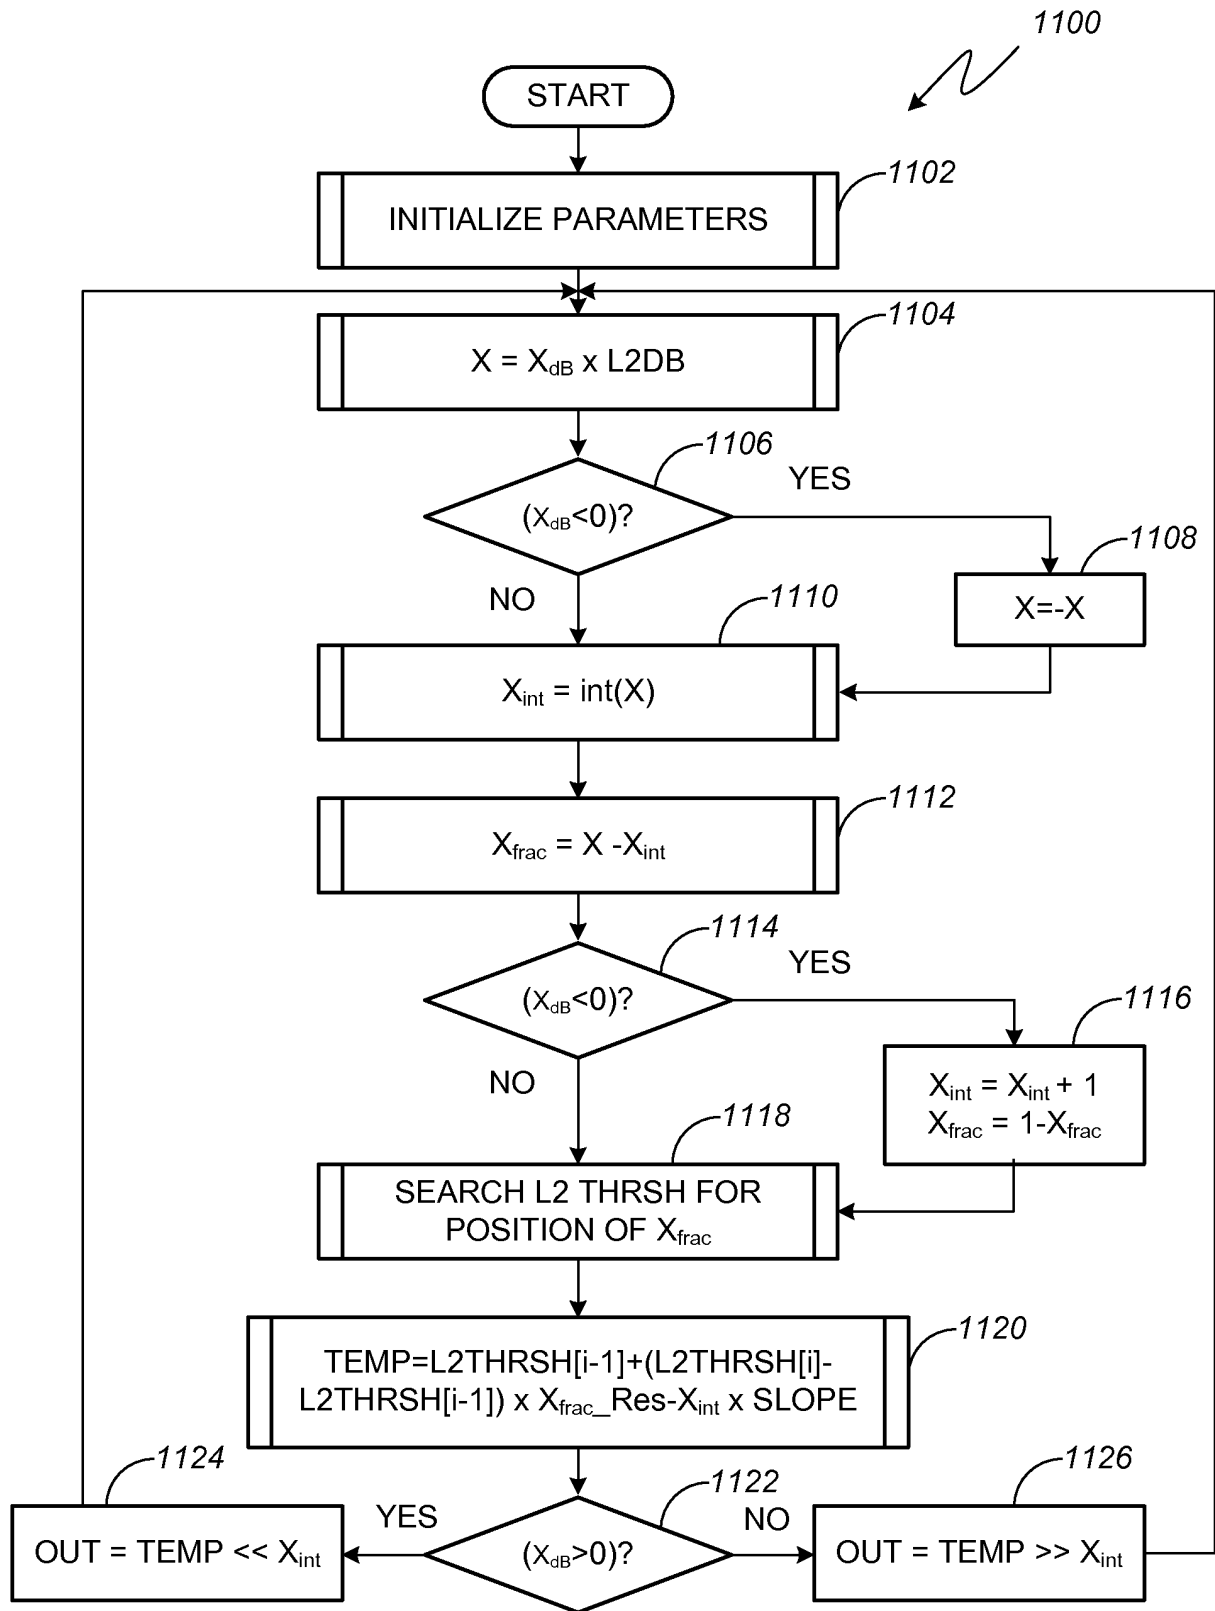 1100
START
1102
INITIALIZE PARAMETERS
1104
X = XdB x L2DB
1106
YES
(XdB<0)?
1108
X=-X
NO
1110
Xint = int(X)
1112
Xfrac = X -Xint
1114
YES
(XdB<0)?
1116
Xint = Xint + 1
Xfrac = 1-Xfrac
NO
1118
SEARCH L2 THRSH FOR
POSITION OF Xfrac
1120
TEMP=L2THRSH[i-1]+(L2THRSH[i]-
L2THRSH[i-1]) x Xfrac_Res-Xint x SLOPE
1124
1122
1126
YES
NO
OUT = TEMP << Xint
(XdB>0)?
OUT = TEMP >> Xint